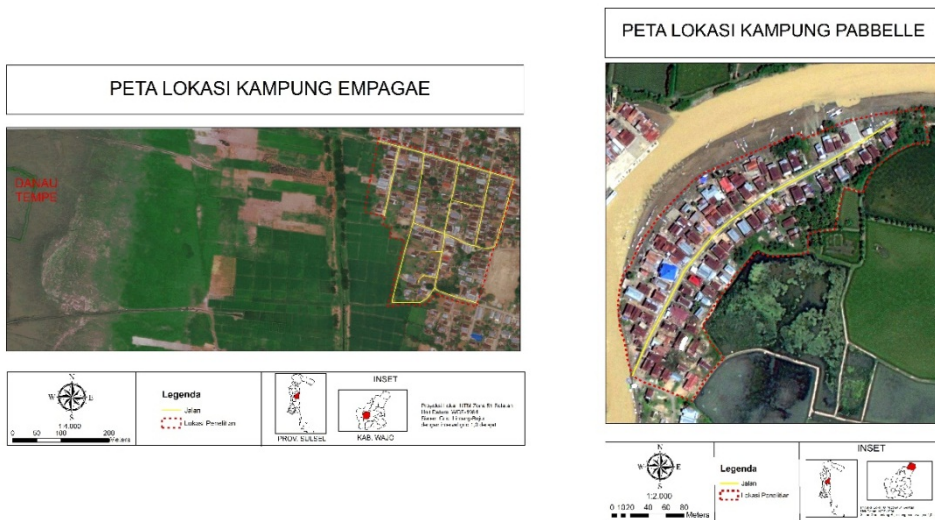 PETA LOKASI KAMPUNG EMPAGAE
DANAU
TEMPE
N
W
E
S
1:4.000
0 50 100 200
Meters
Legenda
Jalan
Lokasi Penelitian
INSET
PROV. SULSEL
KAB. WAJO
PETA LOKASI KAMPUNG PABBELLE
N
W
E
S
1:2.000
0 10 20 40 60 80
Meters
Legenda
Jalan
Lokasi Penelitian
INSET